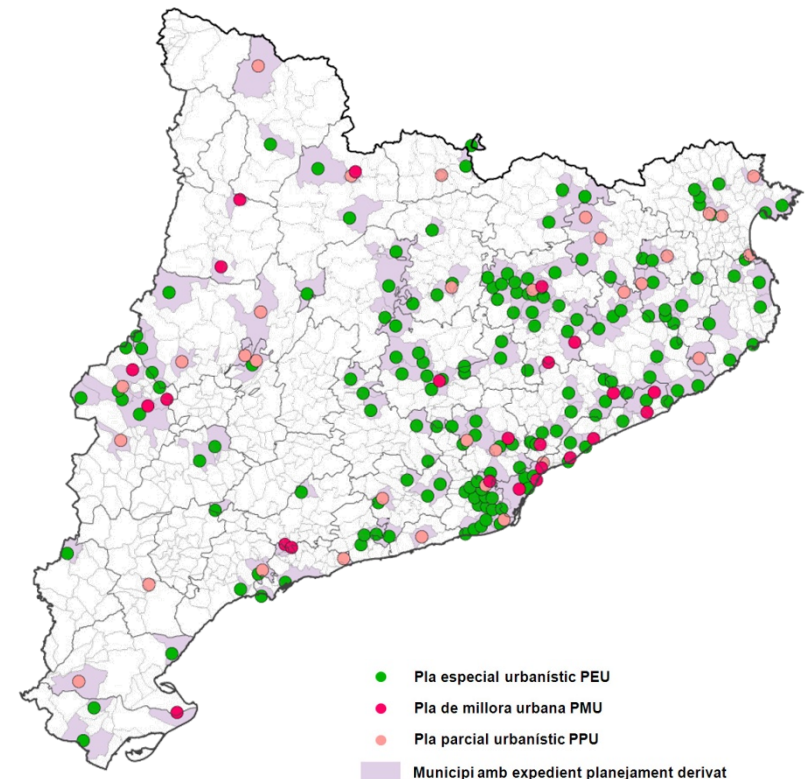 Pla especial urbanístic PEU
Pla de millora urbana PMU
Pla parcial urbanístic PPU
Municipi amb expedient planejament derivat